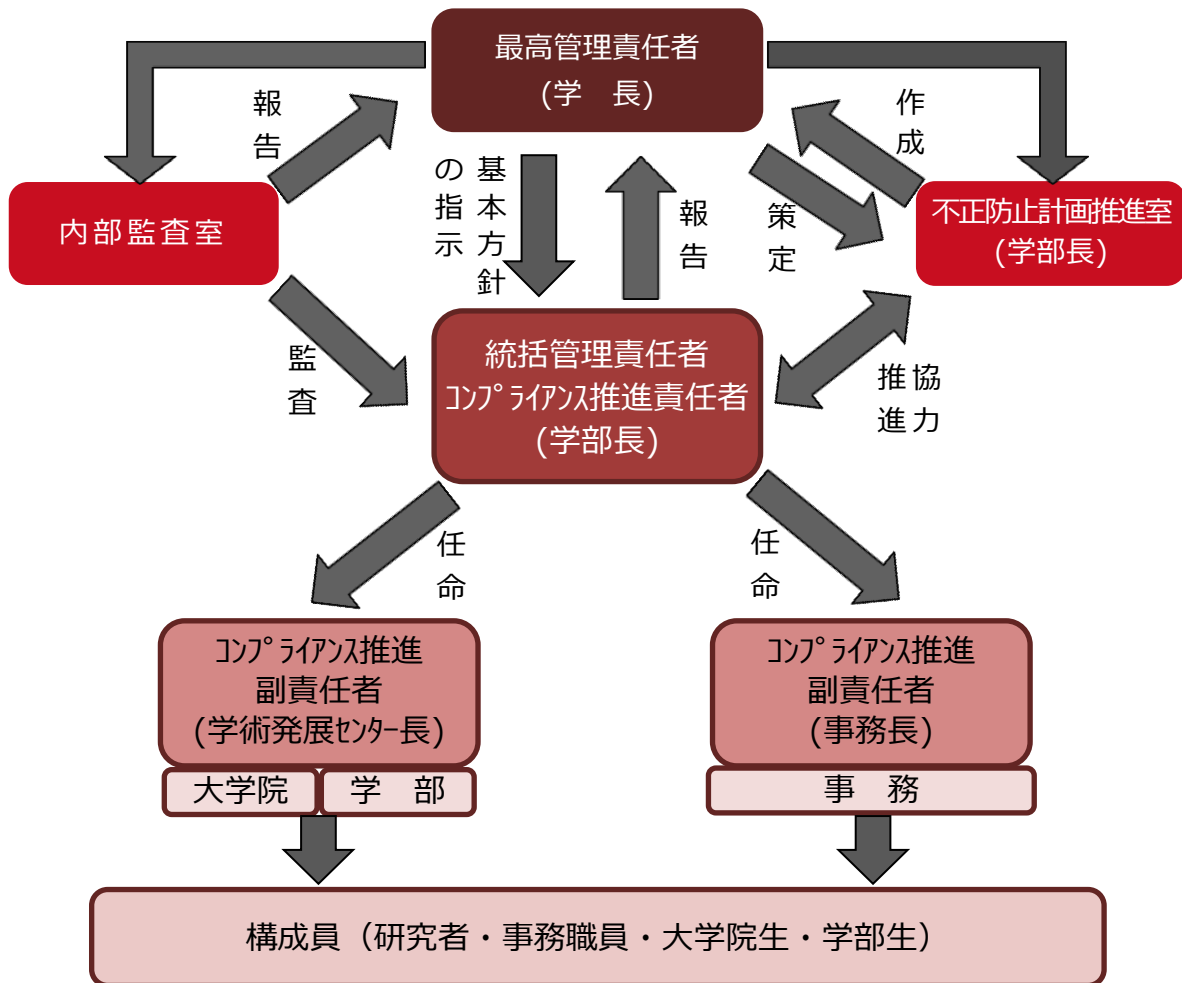 最高管理責任者
(学　長)
報告
基本方針
の指示
報告
作成
策定
内部監査室
不正防止計画推進室
(学部長)
監査
統括管理責任者
ｺﾝﾌﾟﾗｲｱﾝｽ推進責任者
(学部長)
協力
推進
任命
任命
ｺﾝﾌﾟﾗｲｱﾝｽ推進
副責任者
(学術発展ｾﾝﾀｰ長)
大学院
学　部
ｺﾝﾌﾟﾗｲｱﾝｽ推進
副責任者
(事務長)
事　務
構成員（研究者・事務職員・大学院生・学部生）